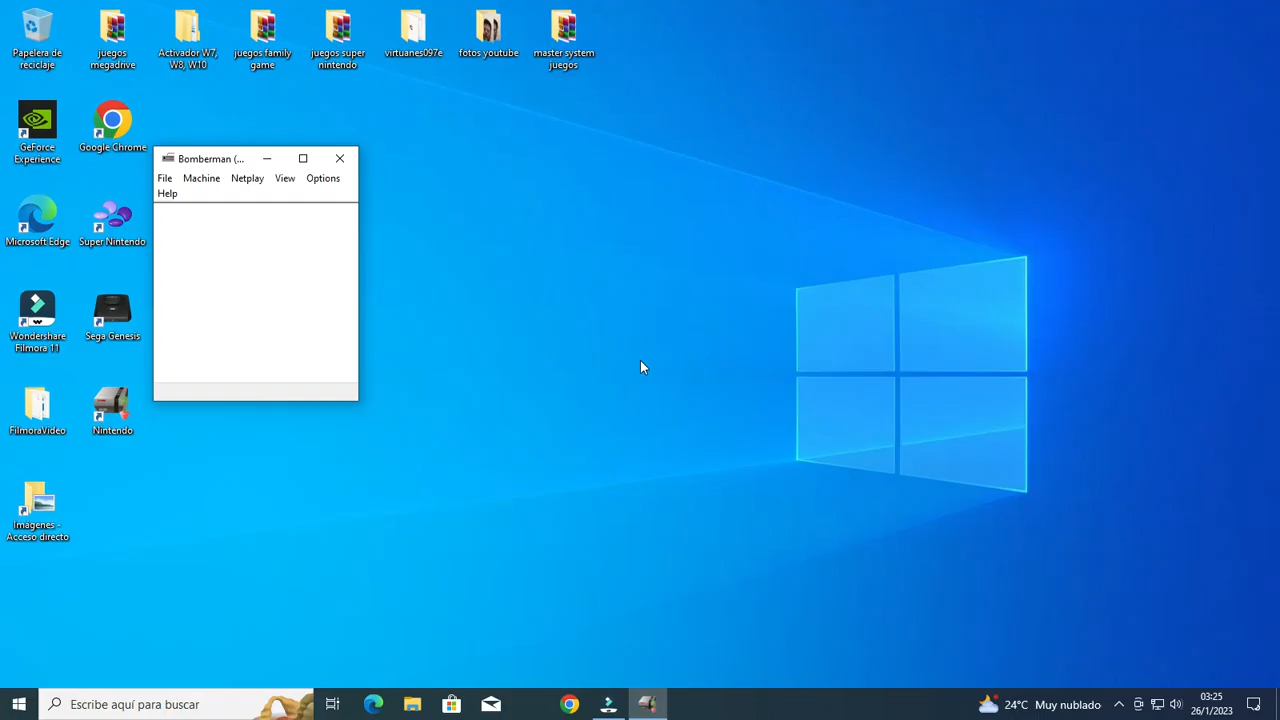 Papelera de
reciclaje
juegos
megadrive
Activador W7,
W8, W10
juegos family
game
juegos super
nintendo
virtuanes097e
fotos youtube
master system
juegos
GeForce
Experience
Google Chrome
Bomberman (...
File Machine Netplay View Options
Help
Microsoft Edge
Super Nintendo
Wondershare
Filmora 11
Sega Genesis
FilmoraVideo
Nintendo
Imágenes -
Acceso directo
Escribe aquí para buscar
24°C Muy nublado
03:25
26/1/2023